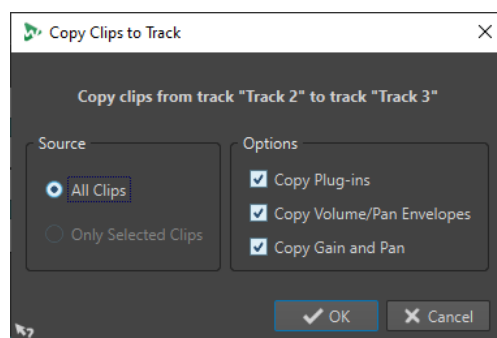 Copy Clips to Track
Copy clips from track "Track 2" to track "Track 3"
Source
All Clips
Only Selected Clips
Options
Copy Plug-ins
Copy Volume/Pan Envelopes
Copy Gain and Pan
OK
Cancel